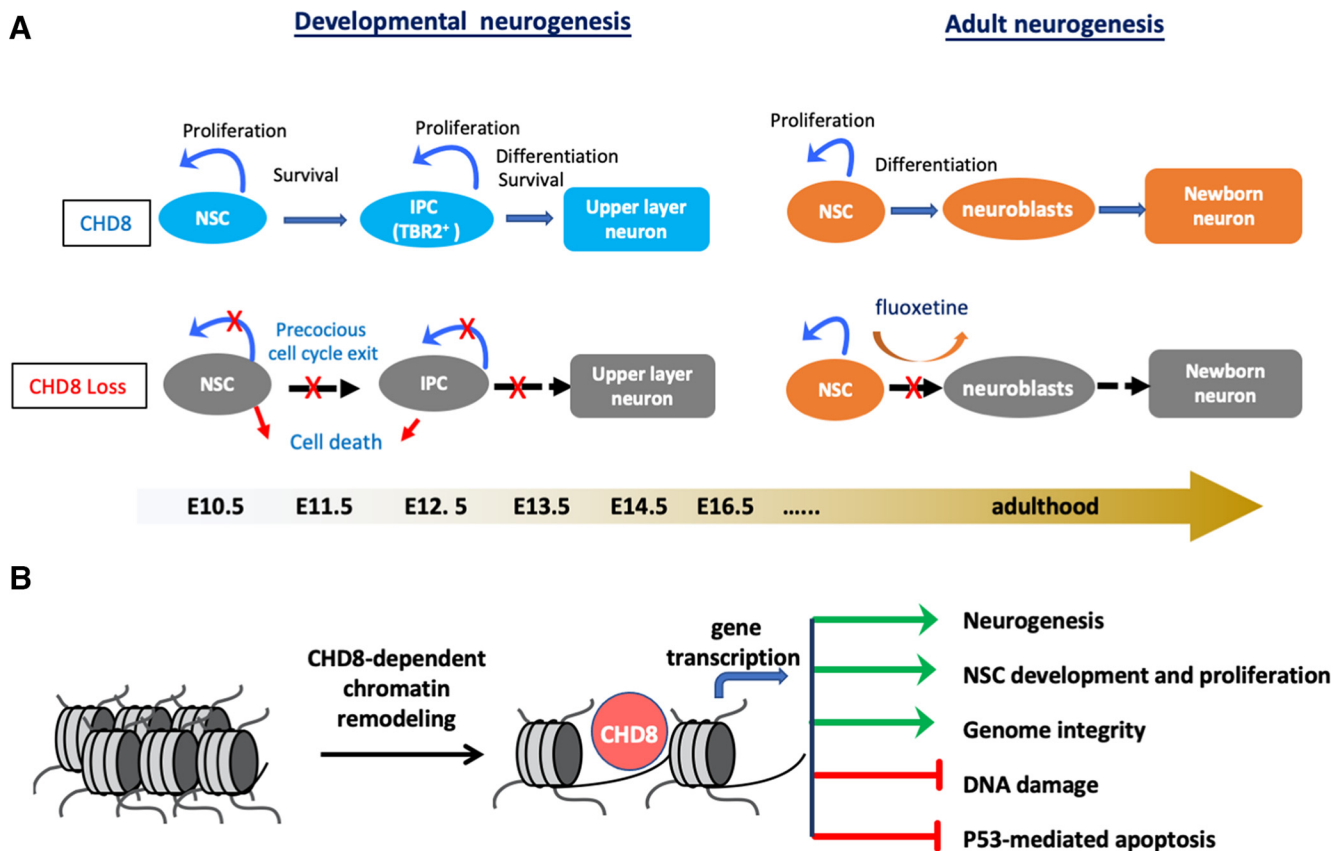 A
Developmental neurogenesis
Adult neurogenesis
Proliferation
Survival
Proliferation
Differentiation
Survival
Proliferation
Differentiation
CHD8
NSC
IPC
(TBR2⁺ )
Upper layer
neuron
NSC
neuroblasts
Newborn
neuron
X
Precocious
cell cycle exit
X
fluoxetine
CHD8 Loss
NSC
X
IPC
X
Upper layer
neuron
NSC
X
neuroblasts
Newborn
neuron
Cell death
E10.5 E11.5 E12. 5 E13.5 E14.5 E16.5 ...... adulthood
B
CHD8-dependent
chromatin
remodeling
CHD8
gene
transcription
Neurogenesis
NSC development and proliferation
Genome integrity
DNA damage
P53-mediated apoptosis